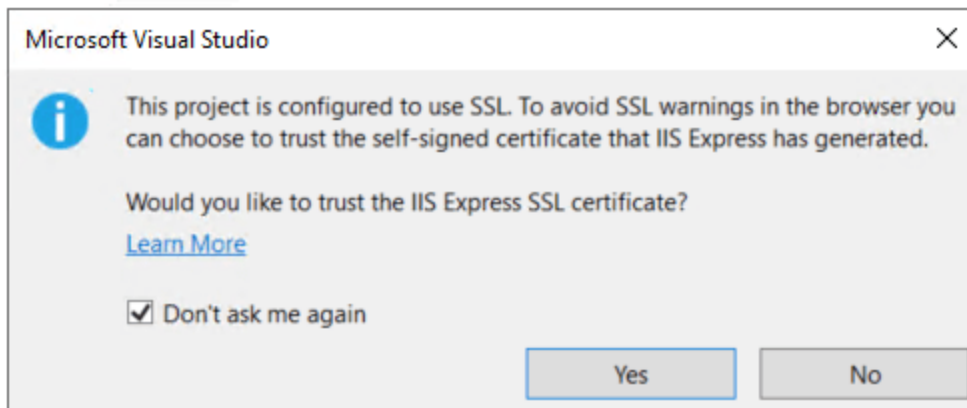 Microsoft Visual Studio
This project is configured to use SSL. To avoid SSL warnings in the browser you
can choose to trust the self-signed certificate that IIS Express has generated.
Would you like to trust the IIS Express SSL certificate?
Learn More
Don't ask me again
Yes
No